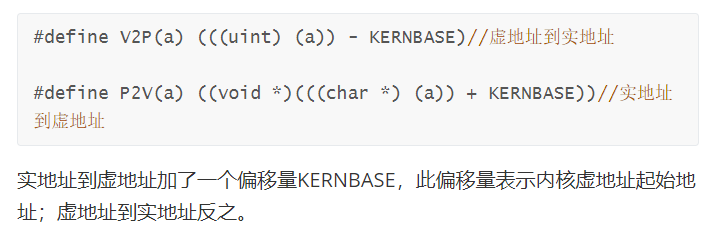 #define V2P(a) (((uint) (a)) - KERNBASE)//虚地址到实地址
#define P2V(a) ((void *)(((char *) (a)) + KERNBASE))//实地址
到虚地址
实地址到虚地址加了一个偏移量KERNBASE，此偏移量表示内核虚地址起始地
址；虚地址到实地址反之。